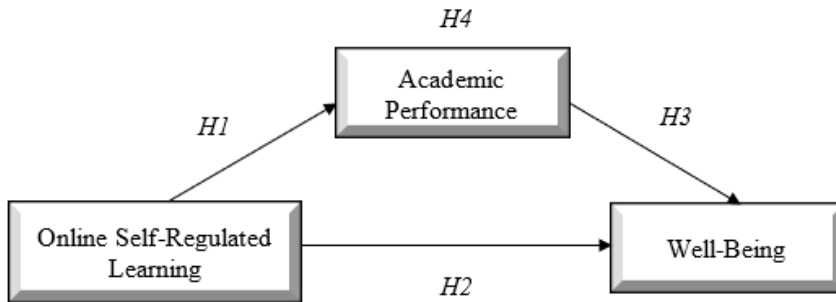 H4
Academic
Performance
H1
H3
Online Self-Regulated
Learning
Well-Being
H2